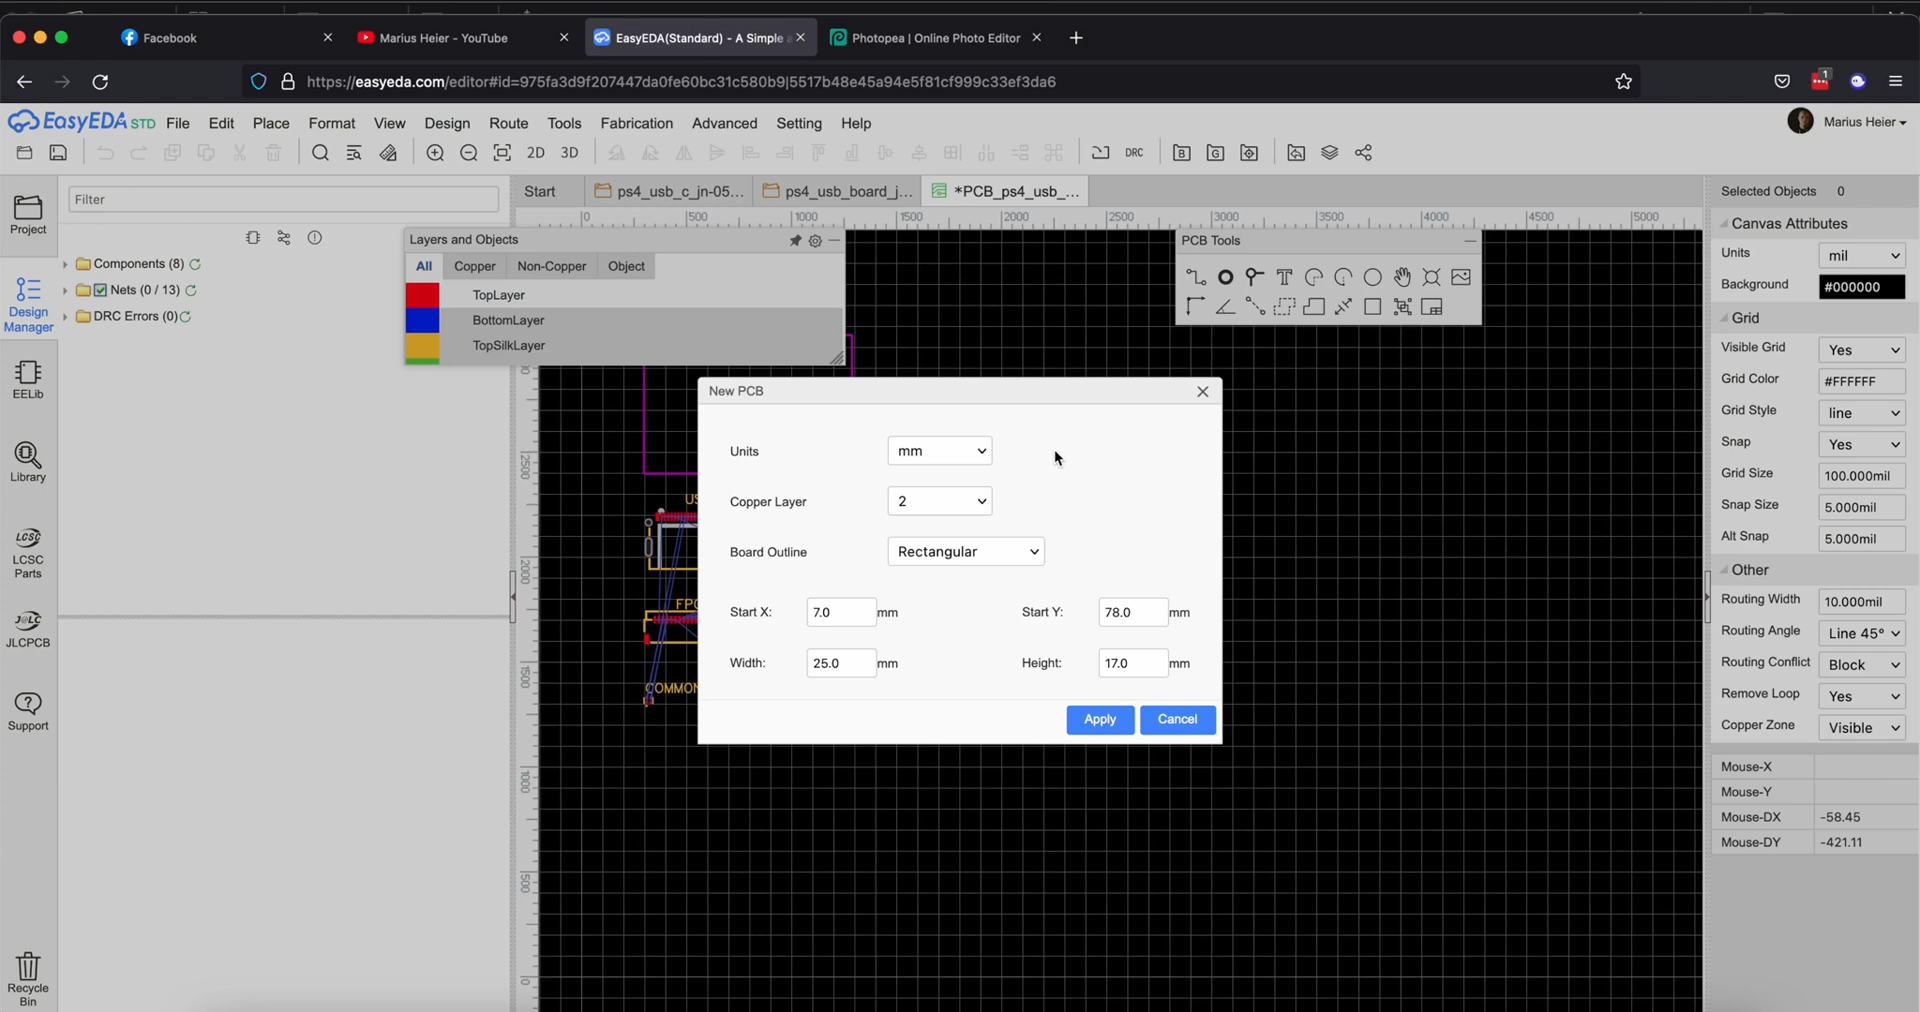 Facebook
Marius Heier - YouTube
EasyEDA(Standard) - A Simple a
Photopea | Online Photo Editor
https://easyeda.com/editor#id=975fa3d9f207447da0fe60bc31c580b9|5517b48e45a94e5f81cf999c33ef3da6
1
EasyEDA STD File Edit Place Format View Design Route Tools Fabrication Advanced Setting Help
Marius Heier
2D 3D DRC B G
Project
Design Manager
EELib
Library
LCSC
LCSC Parts
JLCPCB
Support
Recycle Bin
Filter
Components (8)
Nets (0 / 13)
DRC Errors (0)
Start ps4_usb_c_jn-05... ps4_usb_board_j... *PCB_ps4_usb_...
0 500 1000 1500 2000 2500 3000 3500 4000 4500 5000
2500
2000
1500
1000
500
0
Layers and Objects
All Copper Non-Copper Object
TopLayer
BottomLayer
TopSilkLayer
PCB Tools
FPC
COMMON
New PCB
Units mm
Copper Layer 2
Board Outline Rectangular
Start X: 7.0 mm Start Y: 78.0 mm
Width: 25.0 mm Height: 17.0 mm
Apply Cancel
Selected Objects 0
Canvas Attributes
Units mil
Background #000000
Grid
Visible Grid Yes
Grid Color #FFFFFF
Grid Style line
Snap Yes
Grid Size 100.000mil
Snap Size 5.000mil
Alt Snap 5.000mil
Other
Routing Width 10.000mil
Routing Angle Line 45°
Routing Conflict Block
Remove Loop Yes
Copper Zone Visible
Mouse-X
Mouse-Y
Mouse-DX -58.45
Mouse-DY -421.11